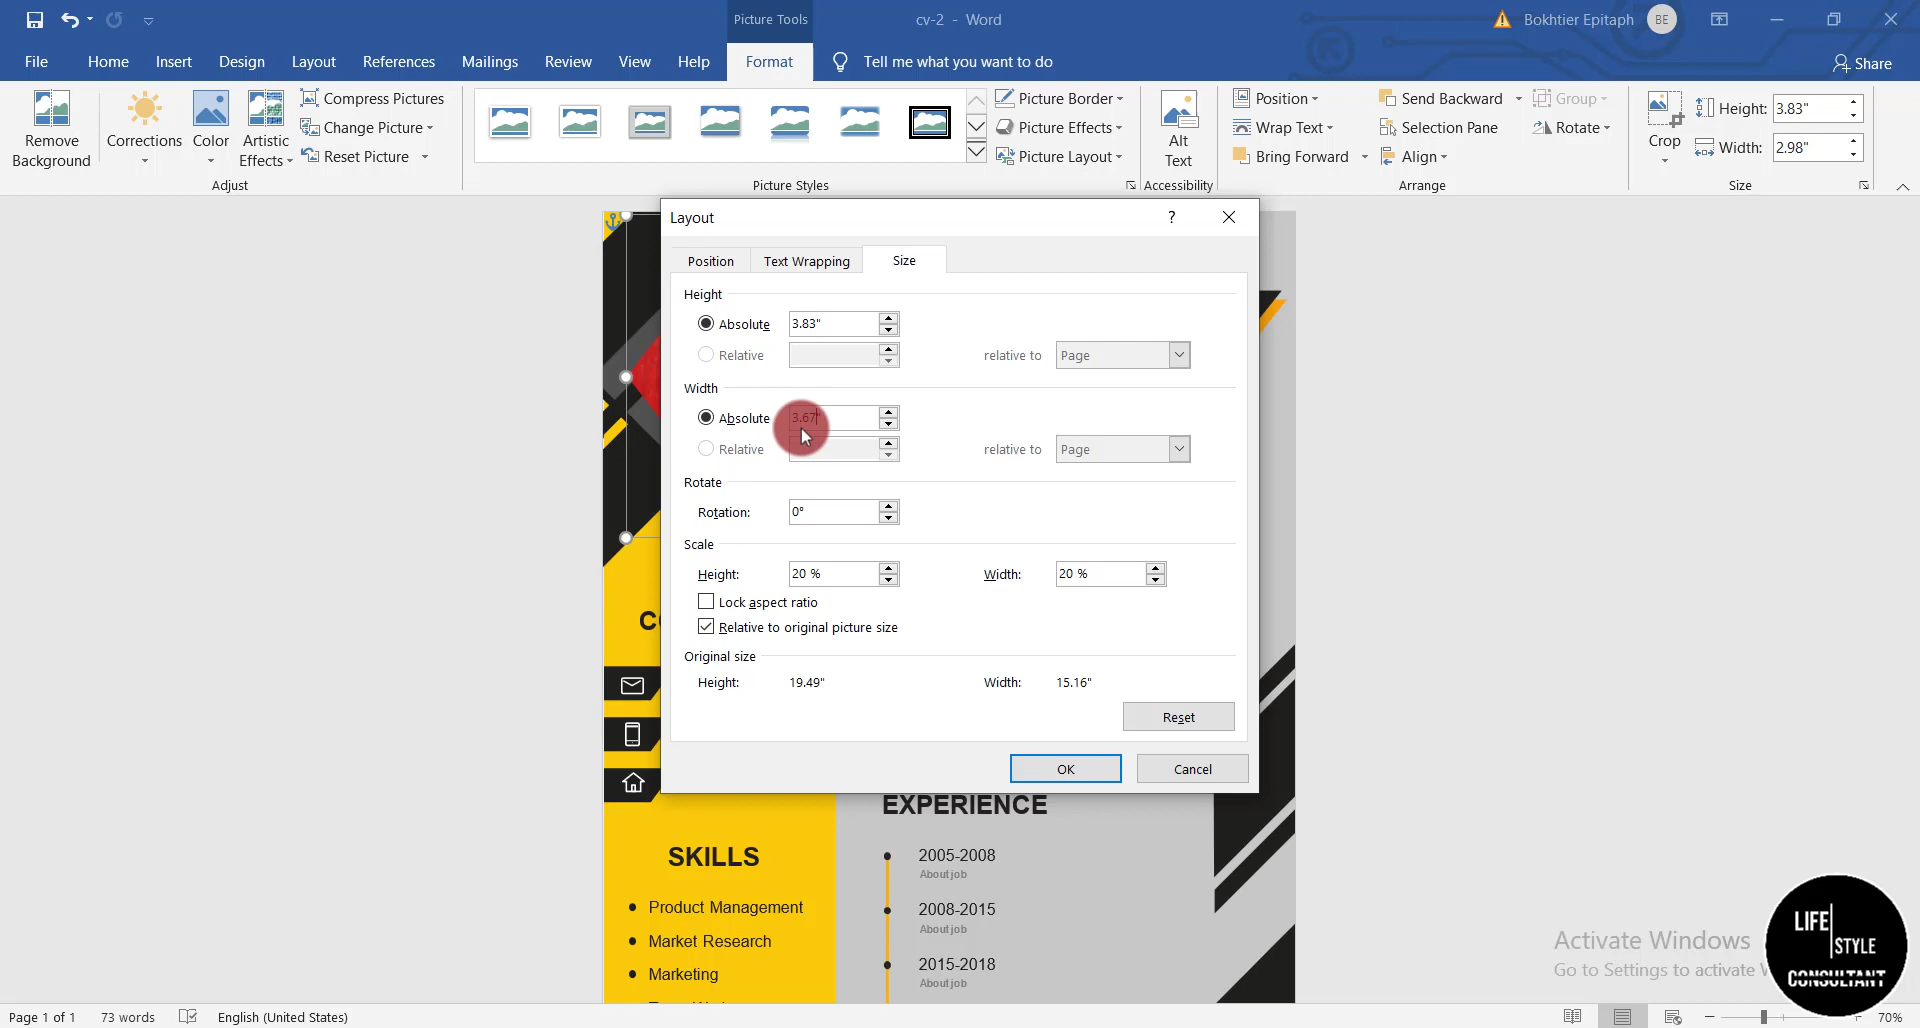 Picture Tools
cv-2 - Word
Bokhtier Epitaph
BE
File
Home
Insert
Design
Layout
References
Mailings
Review
View
Help
Format
Tell me what you want to do
Share
Remove
Background
Corrections
Color
Artistic
Effects
Compress Pictures
Change Picture
Reset Picture
Adjust
Picture Styles
Picture Border
Picture Effects
Picture Layout
Alt
Text
Accessibility
Position
Wrap Text
Bring Forward
Send Backward
Selection Pane
Align
Group
Rotate
Arrange
Crop
Height: 3.83"
Width: 2.98"
Size
Layout
?
Position
Text Wrapping
Size
Height
Absolute 3.83"
Relative
relative to Page
Width
Absolute 3.67"
Relative
relative to Page
Rotate
Rotation: 0°
Scale
Height: 20 %
Width: 20 %
Lock aspect ratio
Relative to original picture size
Original size
Height: 19.49"
Width: 15.16"
Reset
OK
Cancel
EXPERIENCE
SKILLS
2005-2008
About job
Product Management
2008-2015
About job
Market Research
2015-2018
Marketing
About job
Activate Windows
Go to Settings to activate
LIFE
STYLE
CONSULTANT
Page 1 of 1
73 words
English (United States)
70%